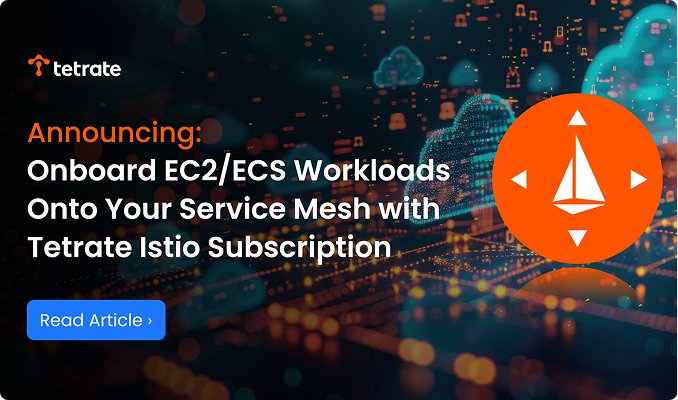 tetrate
Announcing:
Onboard EC2/ECS Workloads
Onto Your Service Mesh with
Tetrate Istio Subscription
Read Article ›